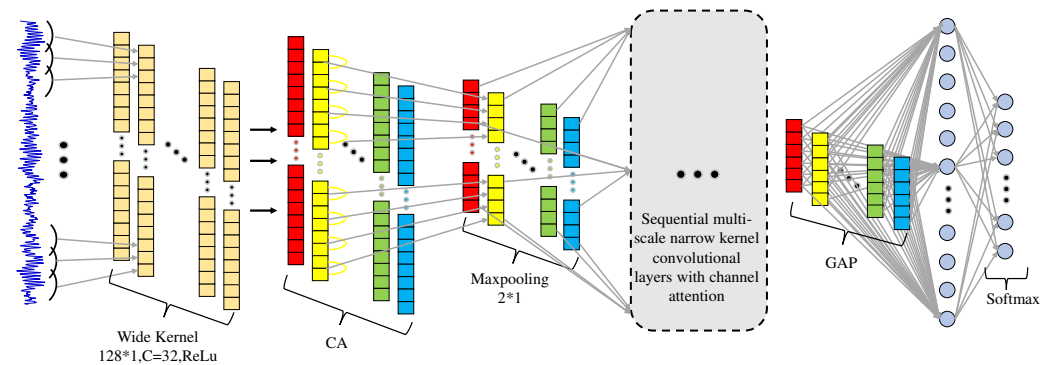 Wide Kernel
128*1,C=32,ReLu
CA
Maxpooling
2*1
Sequential multi-
scale narrow kernel
convolutional
layers with channel
attention
GAP
Softmax